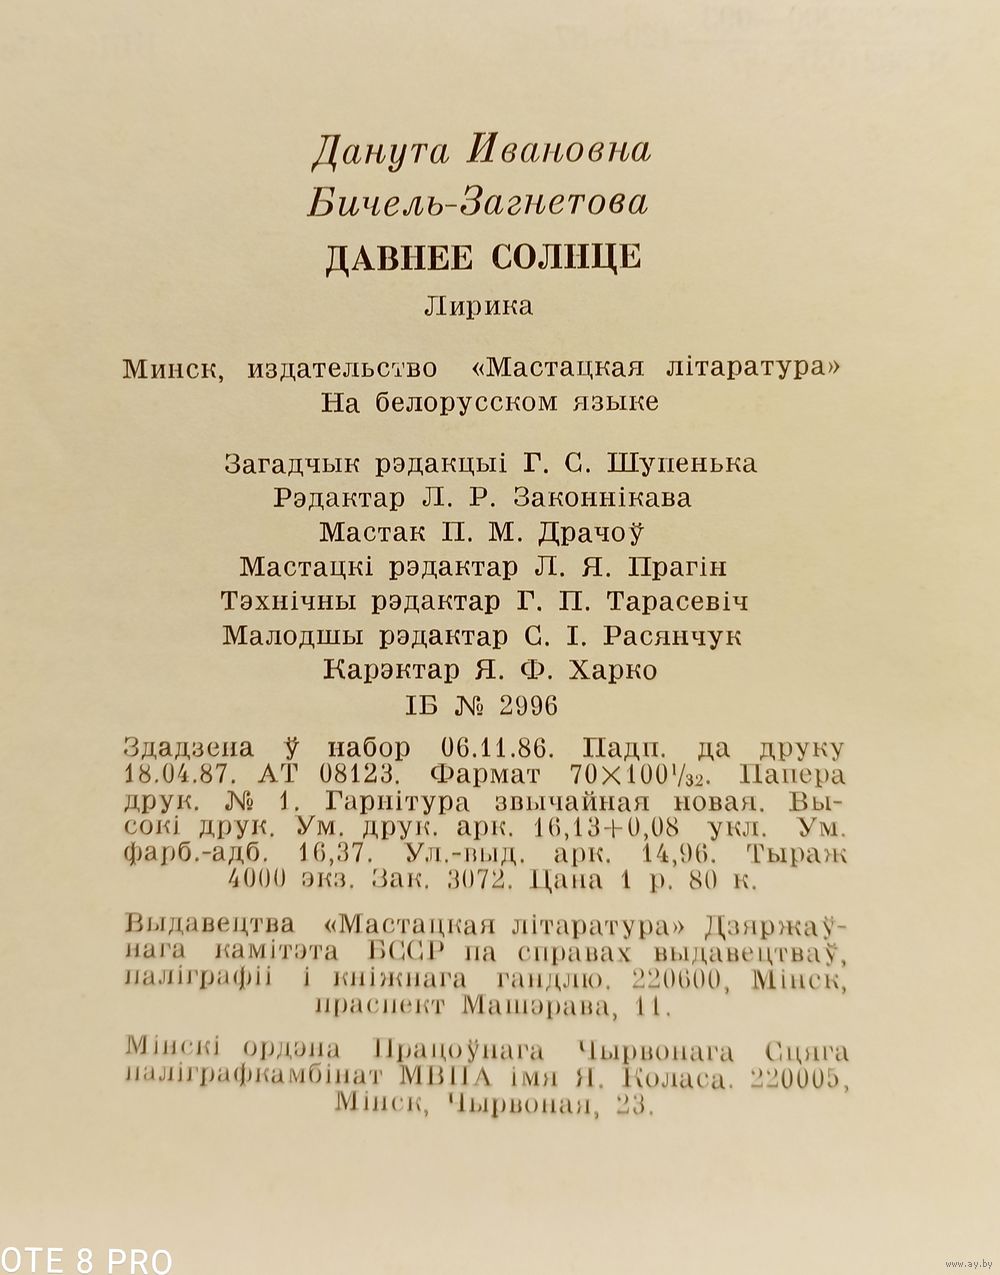 Данута Ивановна
Бичель-Загнетова
ДАВНЕЕ СОЛНЦЕ
Лирика
Минск, издательство «Мастацкая літаратура»
На белорусском языке
Загадчык рэдакцыі Г. С. Шупенька
Рэдактар Л. Р. Законнікава
Мастак П. М. Драчоў
Мастацкі рэдактар Л. Я. Прагін
Тэхнічны рэдактар Г. П. Тарасевіч
Малодшы рэдактар С. І. Расянчук
Карэктар Я. Ф. Харко
ІБ № 2996
Здадзена ў набор 06.11.86. Падп. да друку
18.04.87. АТ 08123. Фармат 70×100¹/₃₂. Папера
друк. № 1. Гарнітура звычайная новая. Вы-
сокі друк. Ум. друк. арк. 16,13+0,08 укл. Ум.
фарб.-адб. 16,37. Ул.-выд. арк. 14,96. Тыраж
4000 экз. Зак. 3072. Цана 1 р. 80 к.
Выдавецтва «Мастацкая літаратура» Дзяржаў-
нага камітэта БССР па справах выдавецтваў,
паліграфіі і кніжнага гандлю. 220600, Мінск,
праспект Машэрава, 11.
Мінскі ордэна Працоўнага Чырвонага Сцяга
паліграфкамбінат МВПА імя Я. Коласа. 220005,
Мінск, Чырвоная, 23.
OTE 8 PRO
www.ay.by